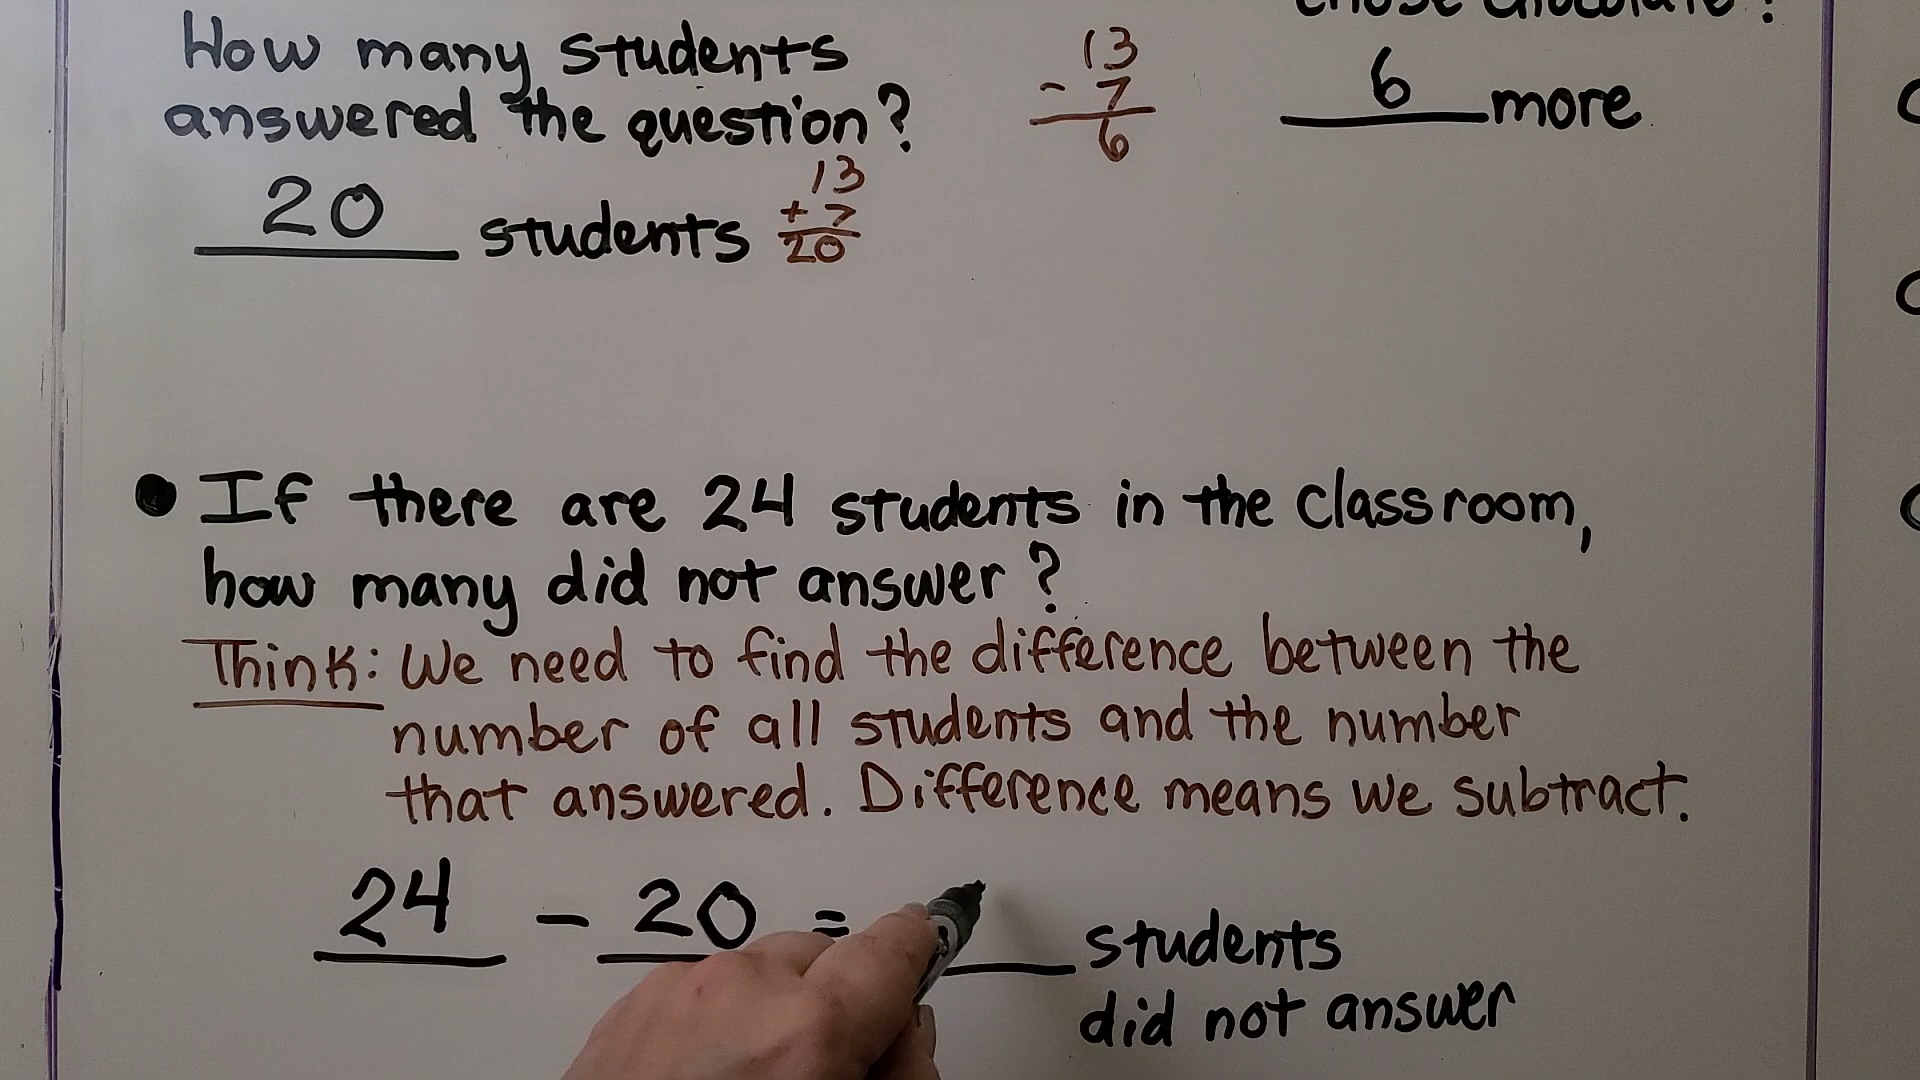 How many students
answered the question?
20 students
13
+ 7
20
13
- 7
6
6 more
If there are 24 students in the classroom,
how many did not answer?
Think: We need to find the difference between the
number of all students and the number
that answered. Difference means we subtract.
24 - 20 = students
did not answer